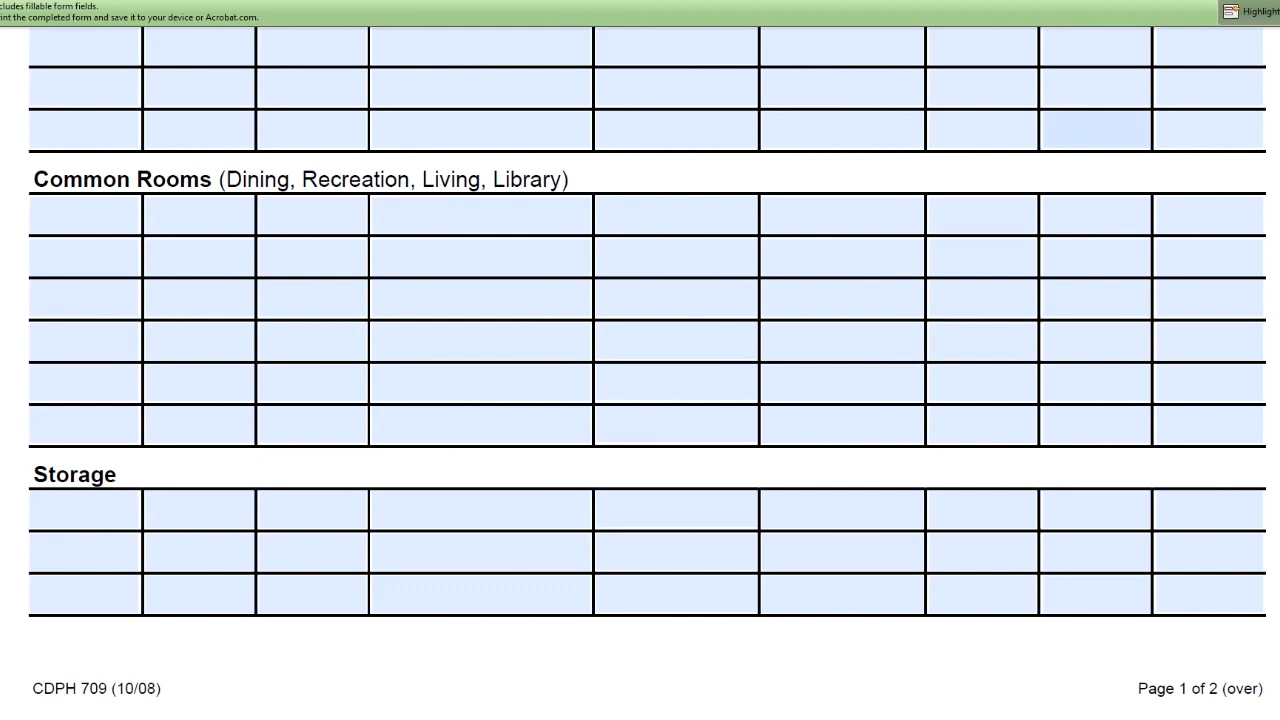 cludes fillable form fields.
rint the completed form and save it to your device or Acrobat.com.
Highlight
Common Rooms (Dining, Recreation, Living, Library)
Storage
CDPH 709 (10/08)
Page 1 of 2 (over)